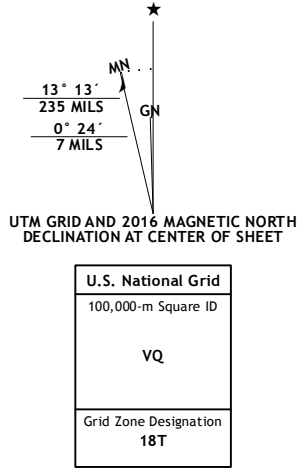 ★
MN
GN
13° 13´
235 MILS
0° 24´
7 MILS
UTM GRID AND 2016 MAGNETIC NORTH
DECLINATION AT CENTER OF SHEET
U.S. National Grid
100,000-m Square ID
VQ
Grid Zone Designation
18T